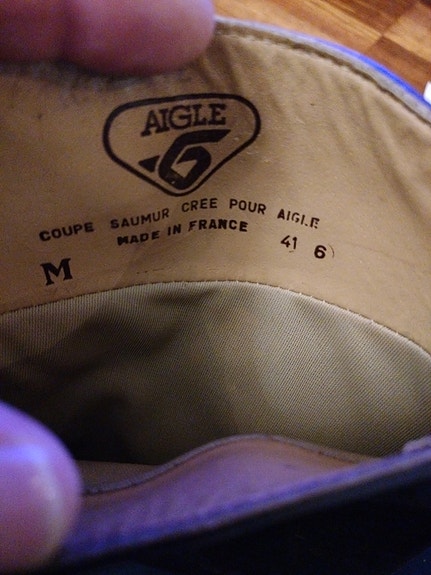 AIGLE
G
COUPE SAUMUR CREE POUR AIGLE
MADE IN FRANCE 41 6
M